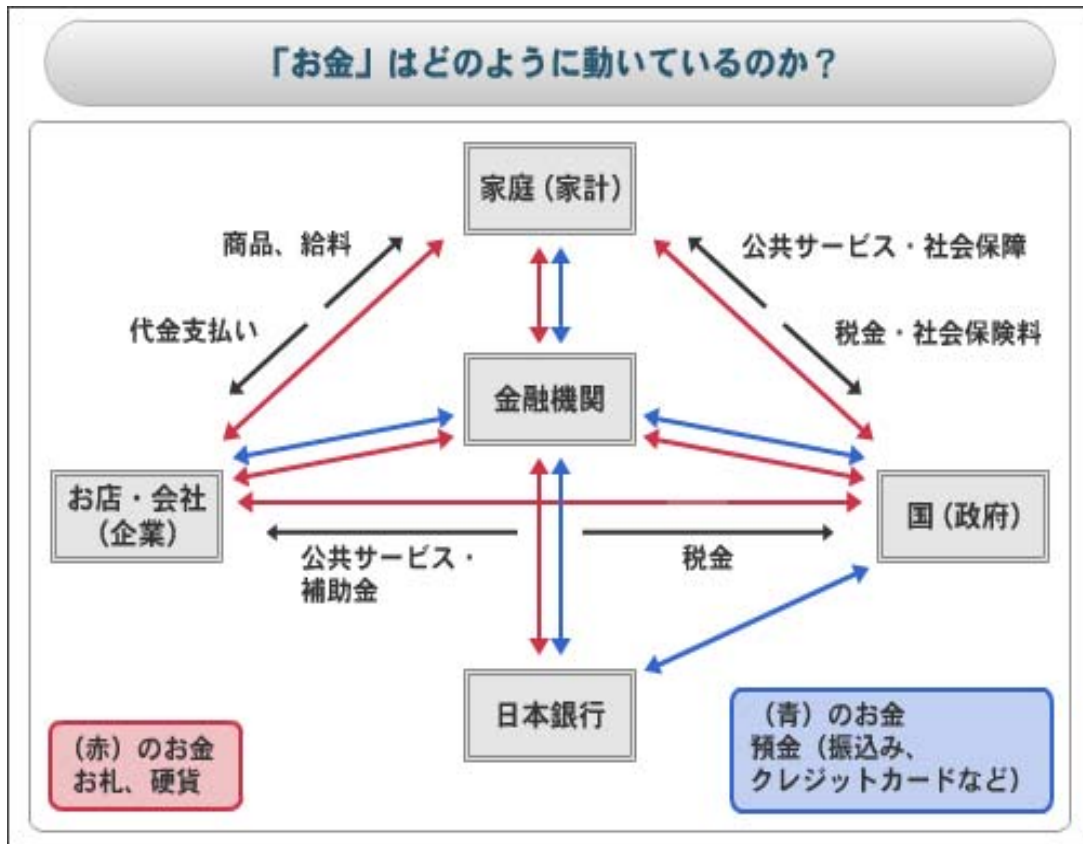 「お金」はどのように動いているのか？
家庭（家計）
商品、給料
公共サービス・社会保障
代金支払い
税金・社会保険料
金融機関
お店・会社
（企業）
国（政府）
公共サービス・
補助金
税金
日本銀行
（赤）のお金
お札、硬貨
（青）のお金
預金（振込み、
クレジットカードなど）